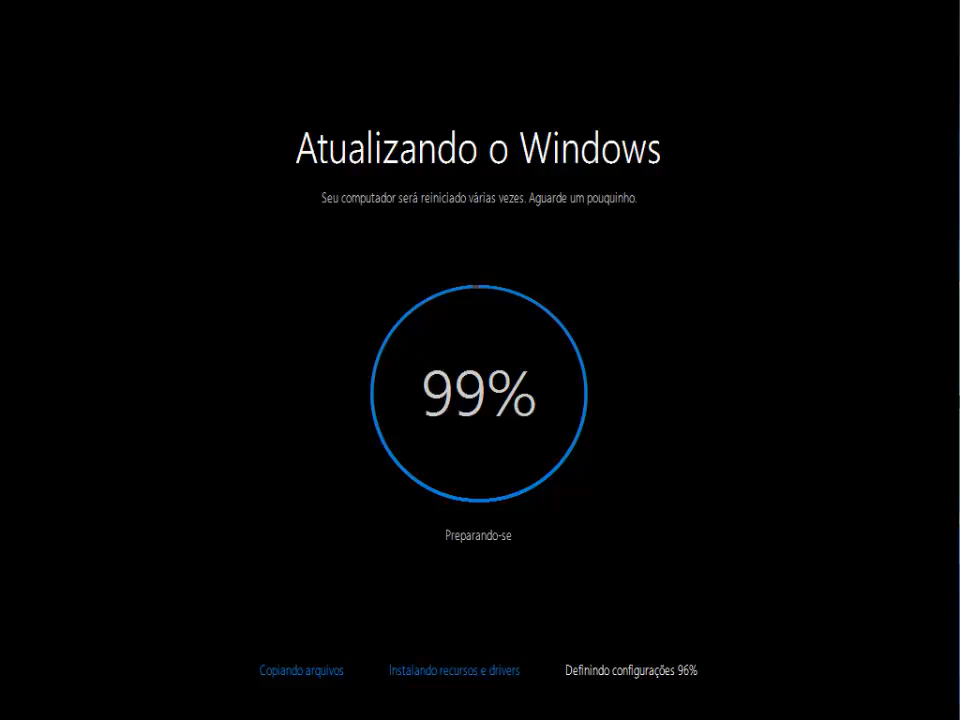 Atualizando o Windows
Seu computador será reiniciado várias vezes. Aguarde um pouquinho.
99%
Preparando-se
Copiando arquivos Instalando recursos e drivers Definindo configurações 96%